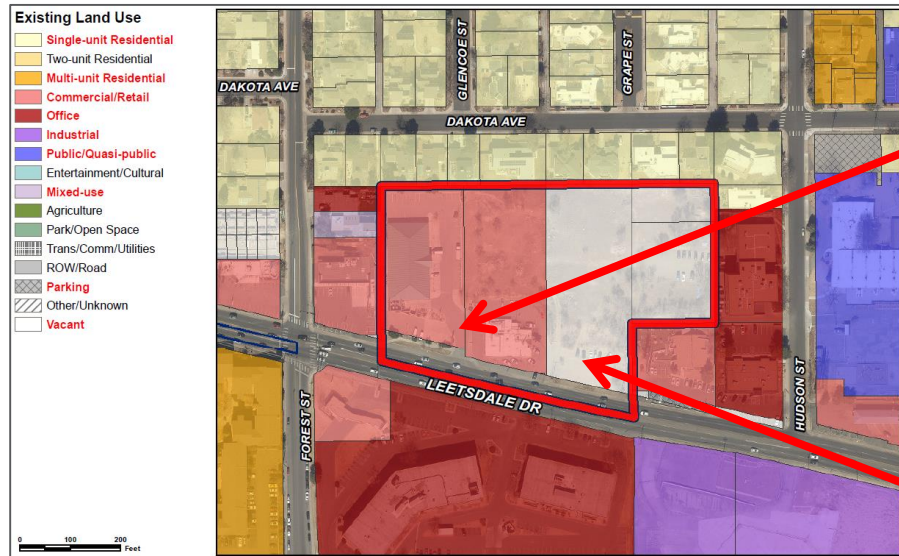 Existing Land Use
Single-unit Residential
Two-unit Residential
Multi-unit Residential
Commercial/Retail
Office
Industrial
Public/Quasi-public
Entertainment/Cultural
Mixed-use
Agriculture
Park/Open Space
Trans/Comm/Utilities
ROW/Road
Parking
Other/Unknown
Vacant
0 50 100 200
Feet
GLENCOE ST
GRAPE ST
DAKOTA AVE
DAKOTA AVE
LEETSDALE DR
FOREST ST
HUDSON ST